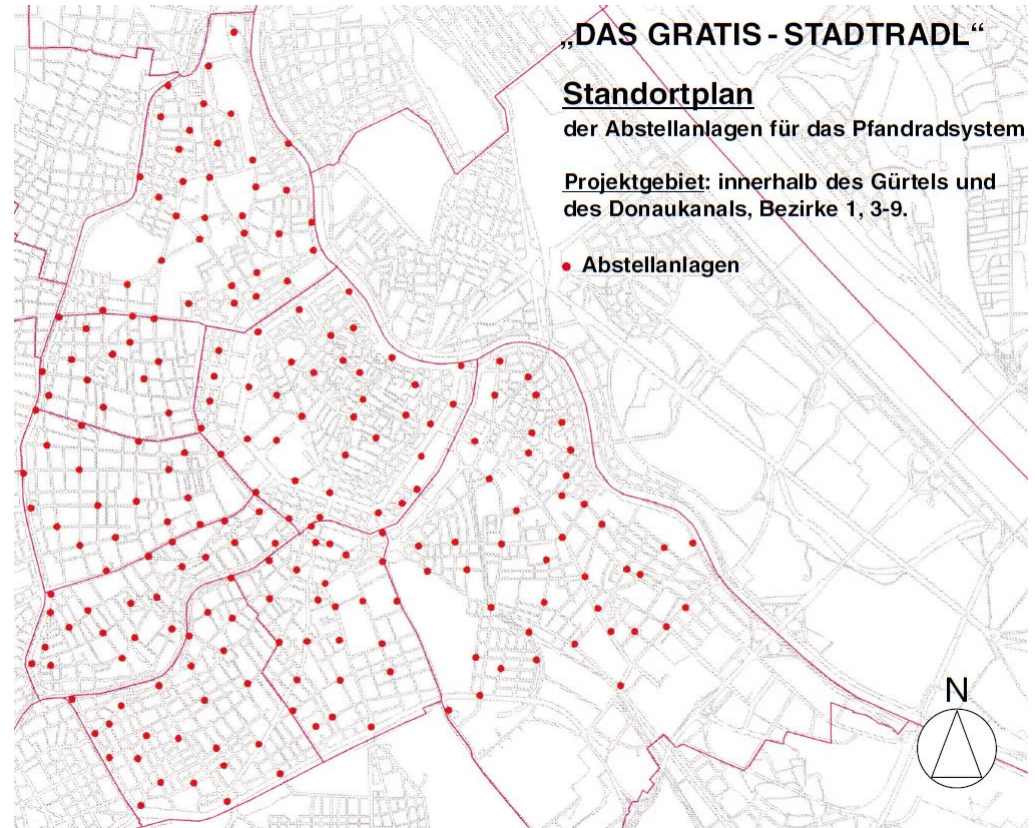 „DAS GRATIS - STADTRADL“
Standortplan
der Abstellanlagen für das Pfandradsystem
Projektgebiet: innerhalb des Gürtels und
des Donaukanals, Bezirke 1, 3-9.
Abstellanlagen
N